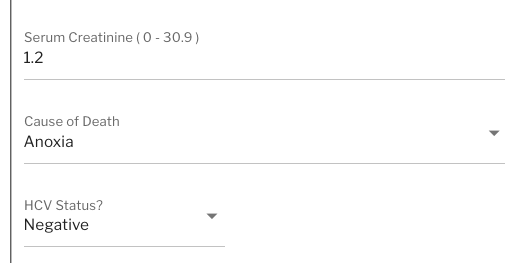 Serum Creatinine ( 0 - 30.9 )
1.2
Cause of Death
Anoxia
HCV Status?
Negative